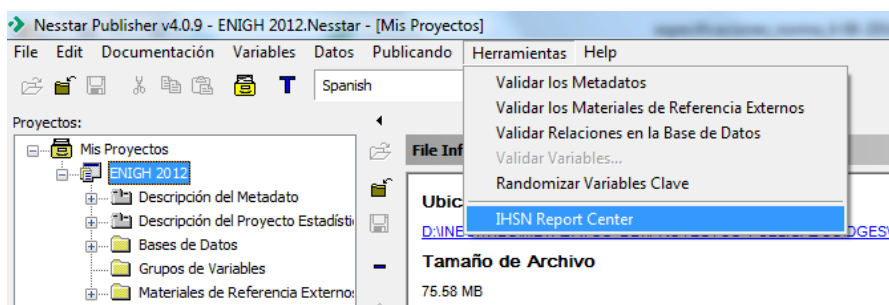 Nesstar Publisher v4.0.9 - ENIGH 2012.Nesstar - [Mis Proyectos]
File Edit Documentación Variables Datos Publicando Herramientas Help
Spanish
Validar los Metadatos
Validar los Materiales de Referencia Externos
Validar Relaciones en la Base de Datos
Validar Variables...
Randomizar Variables Clave
IHSN Report Center
Proyectos:
Mis Proyectos
ENIGH 2012
Descripción del Metadato
Descripción del Proyecto Estadísti
Bases de Datos
Grupos de Variables
Materiales de Referencia Externo
File Inf
Ubic
Tamaño de Archivo
75.58 MB